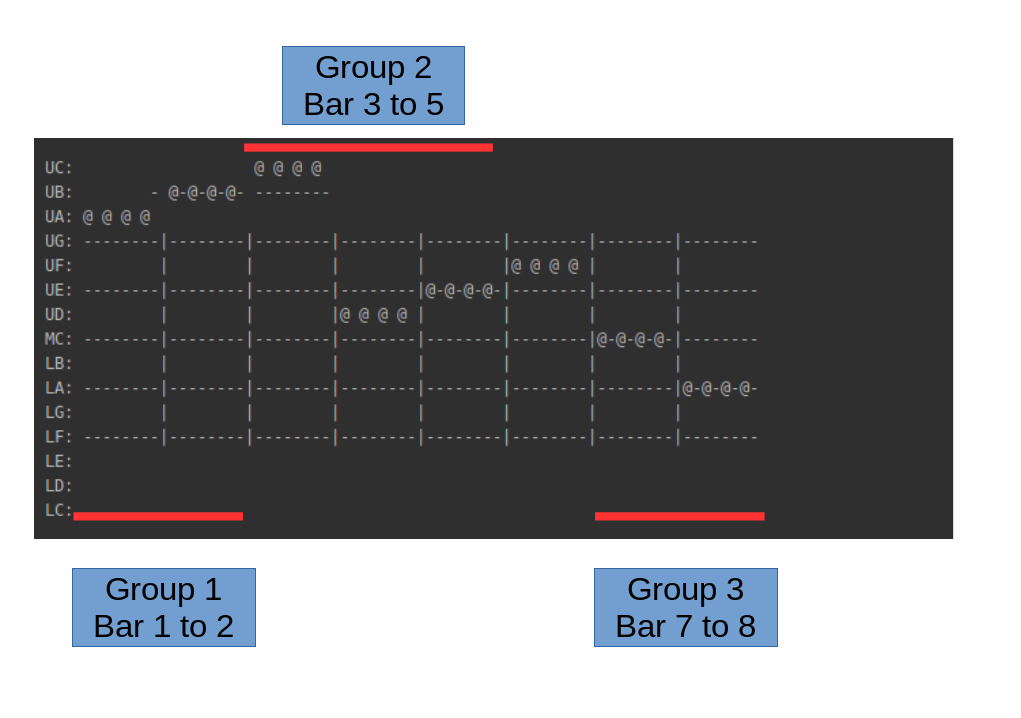 Group 2
Bar 3 to 5
UC:                   @ @ @ @
UB:        - @-@-@-@- --------
UA: @ @ @ @
UG: --------|--------|--------|--------|--------|--------|--------|--------
UF:         |        |        |        |        |@ @ @ @ |        |
UE: --------|--------|--------|--------|@-@-@-@-|--------|--------|--------
UD:         |        |        |@ @ @ @ |        |        |        |
MC: --------|--------|--------|--------|--------|--------|@-@-@-@-|--------
LB:         |        |        |        |        |        |        |
LA: --------|--------|--------|--------|--------|--------|--------|@-@-@-@-
LG:         |        |        |        |        |        |        |
LF: --------|--------|--------|--------|--------|--------|--------|--------
LE:
LD:
LC:
Group 1
Bar 1 to 2
Group 3
Bar 7 to 8